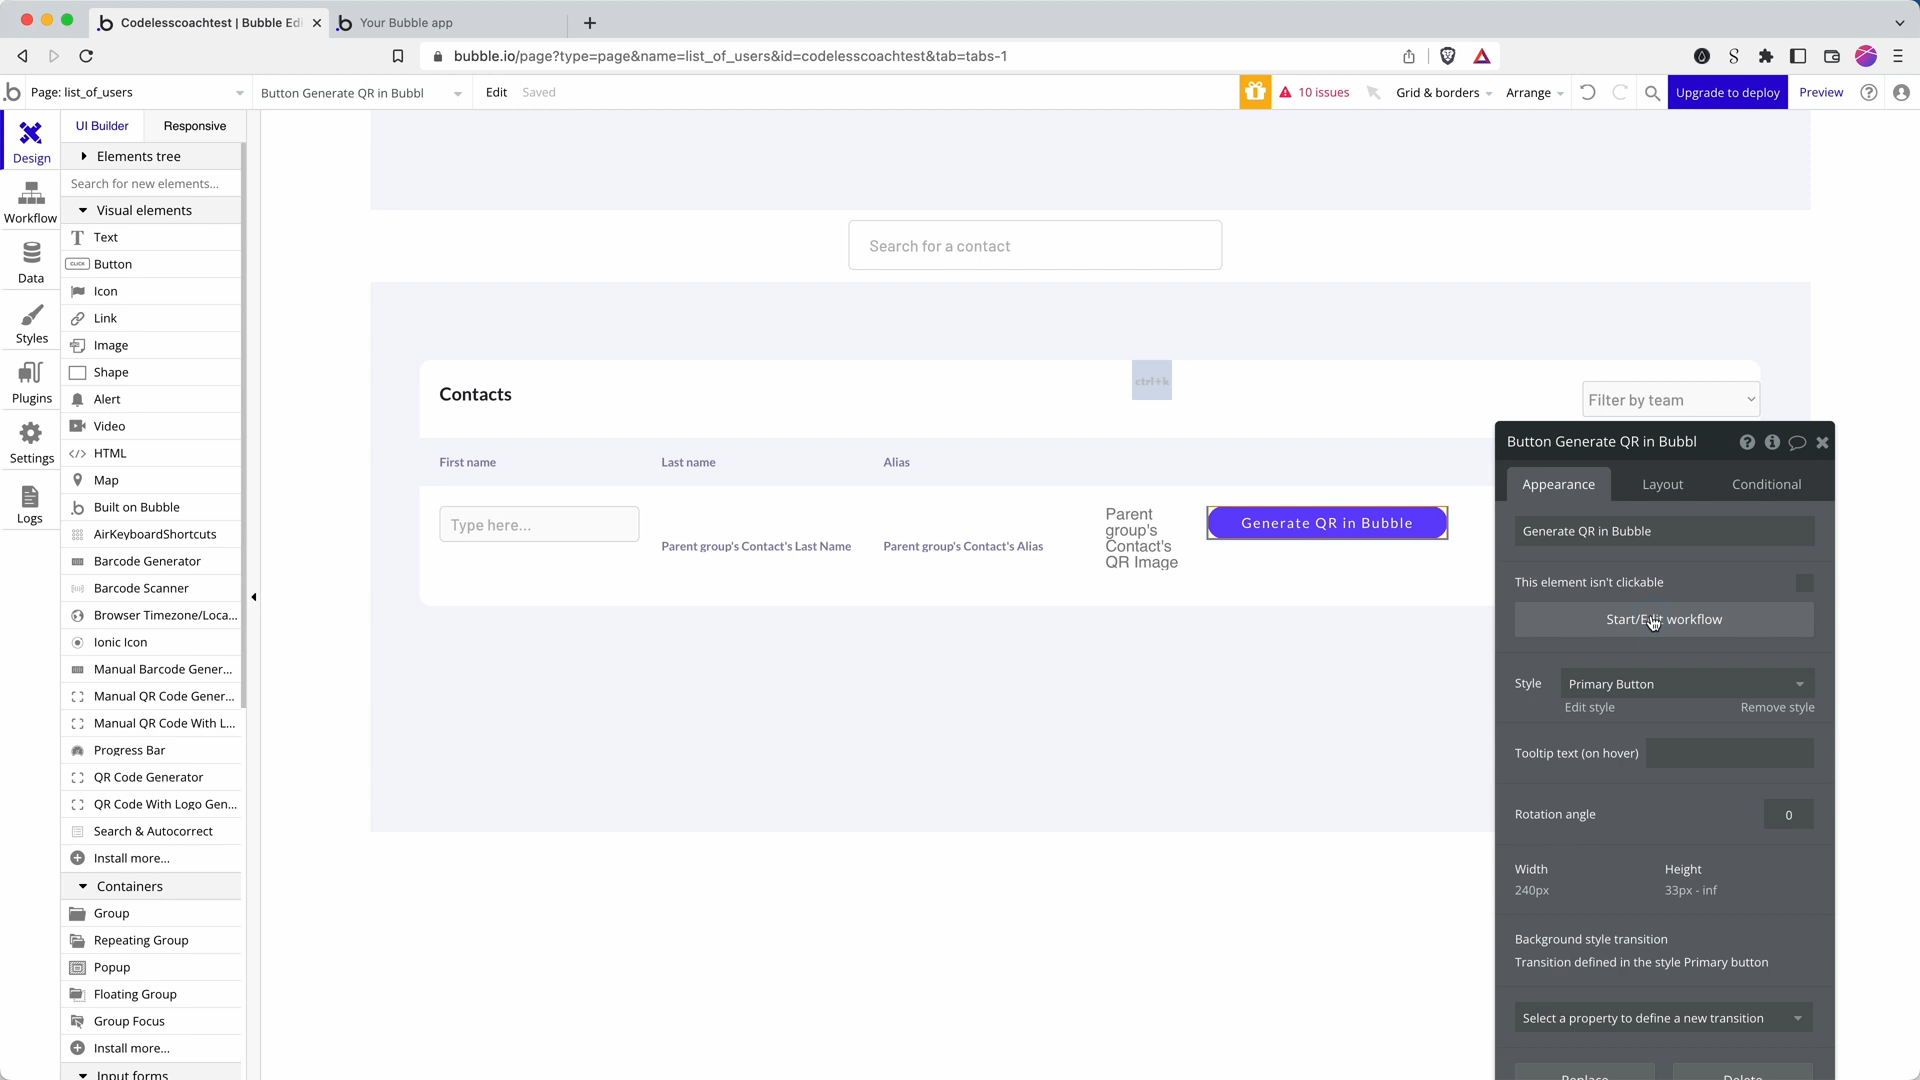 Codelesscoachtest | Bubble Edi
Your Bubble app
bubble.io/page?type=page&name=list_of_users&id=codelesscoachtest&tab=tabs-1
Page: list_of_users
Button Generate QR in Bubbl
Edit
Saved
10 issues
Grid & borders
Arrange
Upgrade to deploy
Preview
Design
Workflow
Data
Styles
Plugins
Settings
Logs
UI Builder
Responsive
Elements tree
Search for new elements...
Visual elements
Text
CLICK
Button
Icon
Link
Image
Shape
Alert
Video
HTML
Map
Built on Bubble
AirKeyboardShortcuts
Barcode Generator
Barcode Scanner
Browser Timezone/Loca...
Ionic Icon
Manual Barcode Gener...
Manual QR Code Gener...
Manual QR Code With L...
Progress Bar
QR Code Generator
QR Code With Logo Gen...
Search & Autocorrect
Install more...
Containers
Group
Repeating Group
Popup
Floating Group
Group Focus
Install more...
Input forms
Search for a contact
Contacts
ctrl+k
Filter by team
First name
Last name
Alias
Type here...
Parent group's Contact's Last Name
Parent group's Contact's Alias
Parent
group's
Contact's
QR Image
Generate QR in Bubble
Button Generate QR in Bubbl
Appearance
Layout
Conditional
Generate QR in Bubble
This element isn't clickable
Start/Edit workflow
Style
Primary Button
Edit style
Remove style
Tooltip text (on hover)
Rotation angle
0
Width
Height
240px
33px - inf
Background style transition
Transition defined in the style Primary button
Select a property to define a new transition
Replace
Delete